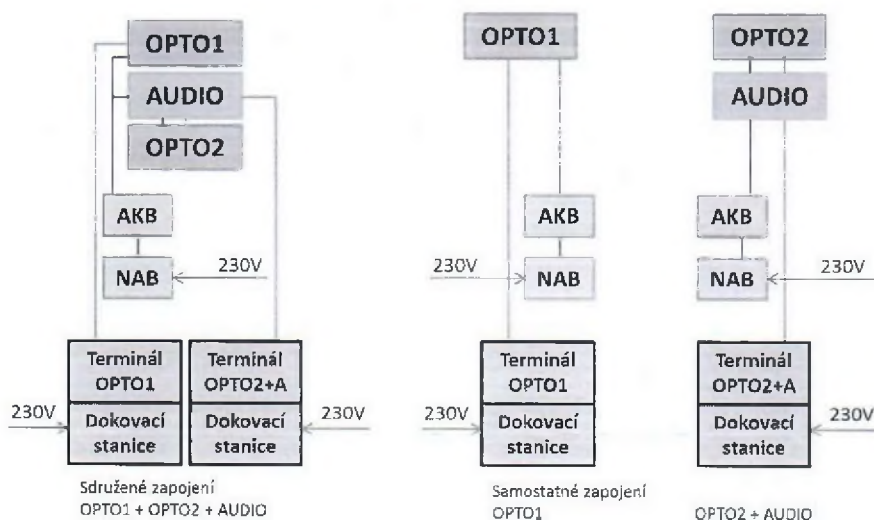 OPTO1
AUDIO
OPTO2
AKB
NAB
230V
Terminál
OPTO1
Terminál
OPTO2+A
230V
Dokovací
stanice
Dokovací
stanice
230V
Sdružené zapojení
OPTO1 + OPTO2 + AUDIO
OPTO1
AKB
230V
NAB
Terminál
OPTO1
230V
Dokovací
stanice
Samostatné zapojení
OPTO1
OPTO2
AUDIO
AKB
NAB
230V
Terminál
OPTO2+A
Dokovací
stanice
230V
OPTO2 + AUDIO